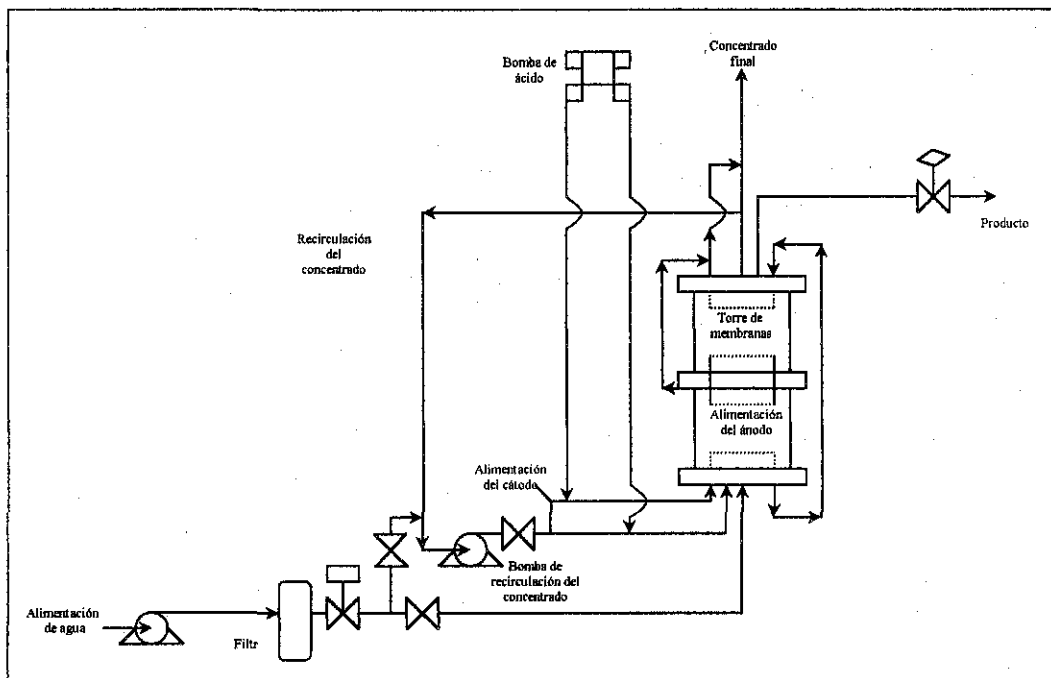 Concentrado
final
Bomba de
ácido
Producto
Recirculación
del
concentrado
Torre de
membranas
Alimentación
del ánodo
Alimentación
del cátodo
Bomba de
recirculación del
concentrado
Alimentación
de agua
Filtr